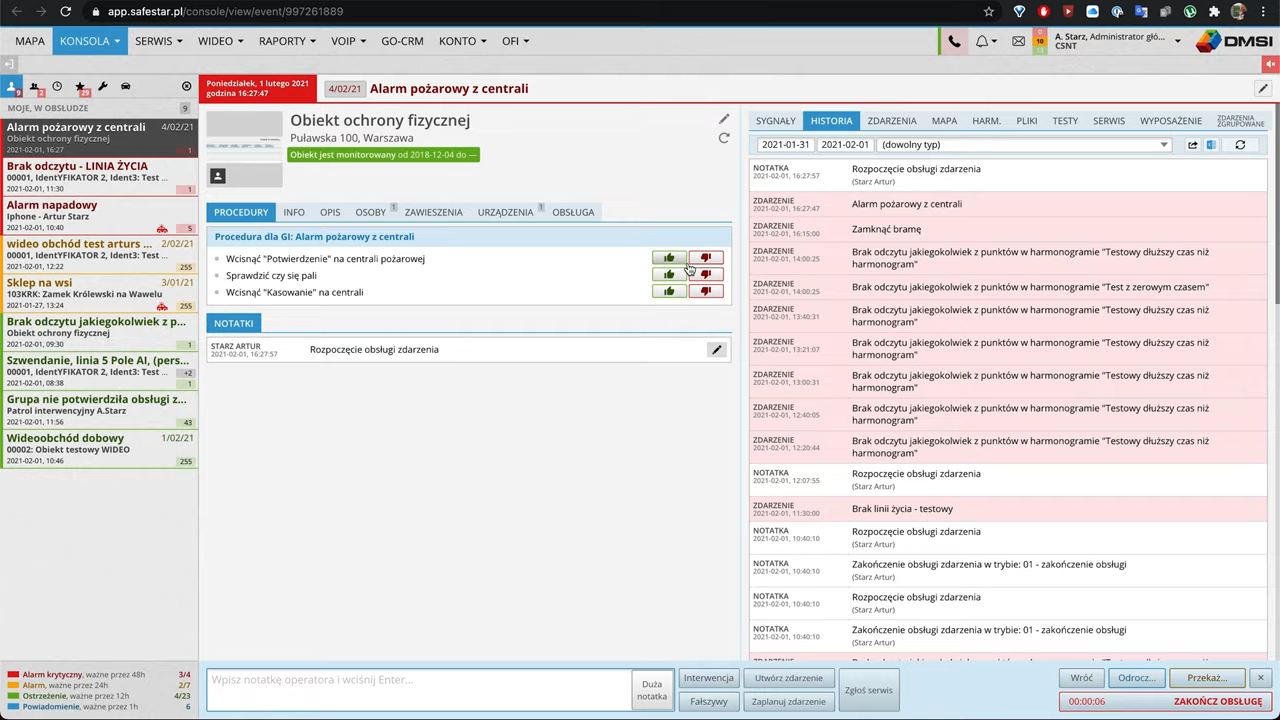 app.safestar.pl/console/view/event/997261889
MAPA
KONSOLA
SERWIS
WIDEO
RAPORTY
VOIP
GO-CRM
KONTO
OFI
10
13
A. Starz, Administrator głó...
CSNT
DMSI
9
29
MOJE, W OBSŁUDZE 9
Alarm pożarowy z centrali 4/02/21
Obiekt ochrony fizycznej
2021-02-01, 16:27 1
Brak odczytu - LINIA ŻYCIA
00001, IdentYFIKATOR 2, Ident3: Test ...
2021-02-01, 11:30 1
Alarm napadowy
Iphone - Artur Starz
2021-02-01, 10:40 5
wideo obchód test arturs ... 2/02/21
00001, IdentYFIKATOR 2, Ident3: Test ...
2021-02-01, 12:22 255
Sklep na wsi 3/01/21
103KRK: Zamek Królewski na Wawelu
2021-01-27, 13:24 255
Brak odczytu jakiegokolwiek z p...
Obiekt ochrony fizycznej
2021-02-01, 09:30 1
Szwendanie, linia 5 Pole AI, (pers...
00001, IdentYFIKATOR 2, Ident3: Test ... +2
2021-02-01, 08:38 1
Grupa nie potwierdziła obsługi z...
Patrol interwencyjny A.Starz
2021-02-01, 11:56 43
Wideoobchód dobowy 1/02/21
00002: Obiekt testowy WIDEO
2021-02-01, 10:46 255
Alarm krytyczny, ważne przez 48h 3/4
Alarm, ważne przez 24h 2/7
Ostrzeżenie, ważne przez 12h 4/23
Powiadomienie, ważne przez 1h 6
Poniedziałek, 1 lutego 2021
godzina 16:27:47
4/02/21
Alarm pożarowy z centrali
Obiekt ochrony fizycznej
Puławska 100, Warszawa
Obiekt jest monitorowany od 2018-12-04 do —
PROCEDURY
INFO
OPIS
OSOBY 1
ZAWIESZENIA
URZĄDZENIA 1
OBSŁUGA
Procedura dla GI: Alarm pożarowy z centrali
Wcisnąć "Potwierdzenie" na centrali pożarowej
Sprawdzić czy się pali
Wcisnąć "Kasowanie" na centrali
NOTATKI
STARZ ARTUR
2021-02-01, 16:27:57
Rozpoczęcie obsługi zdarzenia
Wpisz notatkę operatora i wciśnij Enter...
Duża
notatka
Interwencja
Fałszywy
Utwórz zdarzenie
Zaplanuj zdarzenie
Zgłoś serwis
SYGNAŁY
HISTORIA
ZDARZENIA
MAPA
HARM.
PLIKI
TESTY
SERWIS
WYPOSAŻENIE
ZDARZENIA
ZGRUPOWANE
2021-01-31
2021-02-01
(dowolny typ)
NOTATKA
2021-02-01, 16:27:57
Rozpoczęcie obsługi zdarzenia
(Starz Artur)
ZDARZENIE
2021-02-01, 16:27:47
Alarm pożarowy z centrali
ZDARZENIE
2021-02-01, 16:15:00
Zamknąć bramę
ZDARZENIE
2021-02-01, 14:00:25
Brak odczytu jakiegokolwiek z punktów w harmonogramie "Testowy dłuższy czas niż
harmonogram"
ZDARZENIE
2021-02-01, 14:00:25
Brak odczytu jakiegokolwiek z punktów w harmonogramie "Test z zerowym czasem"
ZDARZENIE
2021-02-01, 13:40:31
Brak odczytu jakiegokolwiek z punktów w harmonogramie "Testowy dłuższy czas niż
harmonogram"
ZDARZENIE
2021-02-01, 13:21:07
Brak odczytu jakiegokolwiek z punktów w harmonogramie "Testowy dłuższy czas niż
harmonogram"
ZDARZENIE
2021-02-01, 13:00:31
Brak odczytu jakiegokolwiek z punktów w harmonogramie "Testowy dłuższy czas niż
harmonogram"
ZDARZENIE
2021-02-01, 12:40:05
Brak odczytu jakiegokolwiek z punktów w harmonogramie "Testowy dłuższy czas niż
harmonogram"
ZDARZENIE
2021-02-01, 12:20:44
Brak odczytu jakiegokolwiek z punktów w harmonogramie "Testowy dłuższy czas niż
harmonogram"
NOTATKA
2021-02-01, 12:07:55
Rozpoczęcie obsługi zdarzenia
(Starz Artur)
ZDARZENIE
2021-02-01, 11:30:00
Brak linii życia - testowy
NOTATKA
2021-02-01, 10:40:10
Rozpoczęcie obsługi zdarzenia
(Starz Artur)
NOTATKA
2021-02-01, 10:40:10
Zakończenie obsługi zdarzenia w trybie: 01 - zakończenie obsługi
(Starz Artur)
NOTATKA
2021-02-01, 10:40:10
Rozpoczęcie obsługi zdarzenia
(Starz Artur)
NOTATKA
2021-02-01, 10:40:10
Zakończenie obsługi zdarzenia w trybie: 01 - zakończenie obsługi
(Starz Artur)
Wróć
Odrocz...
Przekaż...
00:00:06
ZAKOŃCZ OBSŁUGĘ